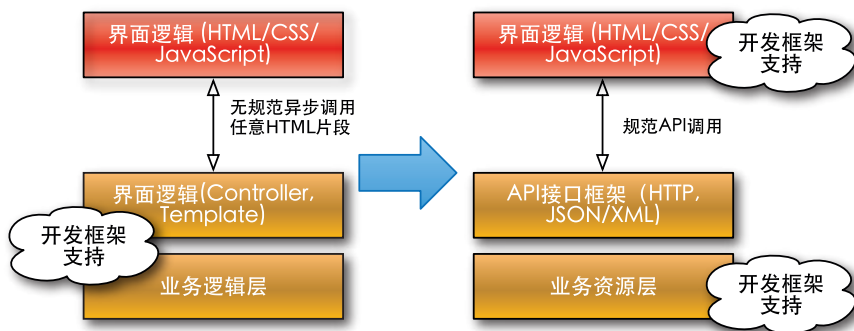 界面逻辑 (HTML/CSS/
JavaScript)
无规范异步调用
任意HTML片段
界面逻辑(Controller,
Template)
开发框架
支持
业务逻辑层
界面逻辑 (HTML/CSS/
JavaScript)
开发框架
支持
规范API调用
API接口框架 (HTTP,
JSON/XML)
业务资源层
开发框架
支持